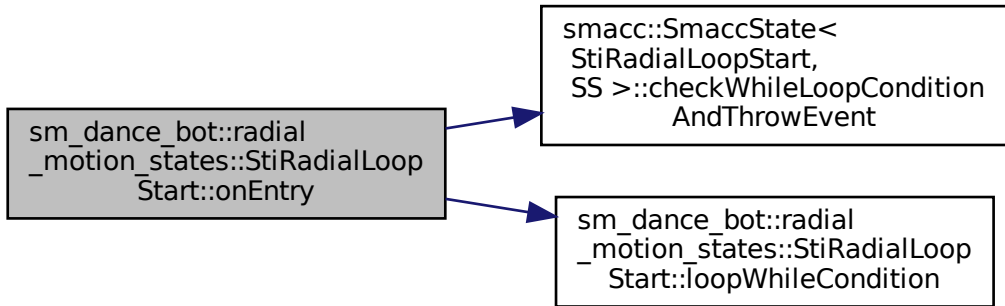 sm_dance_bot::radial
_motion_states::StiRadialLoop
Start::onEntry
smacc::SmaccState<
StiRadialLoopStart,
SS >::checkWhileLoopCondition
AndThrowEvent
sm_dance_bot::radial
_motion_states::StiRadialLoop
Start::loopWhileCondition